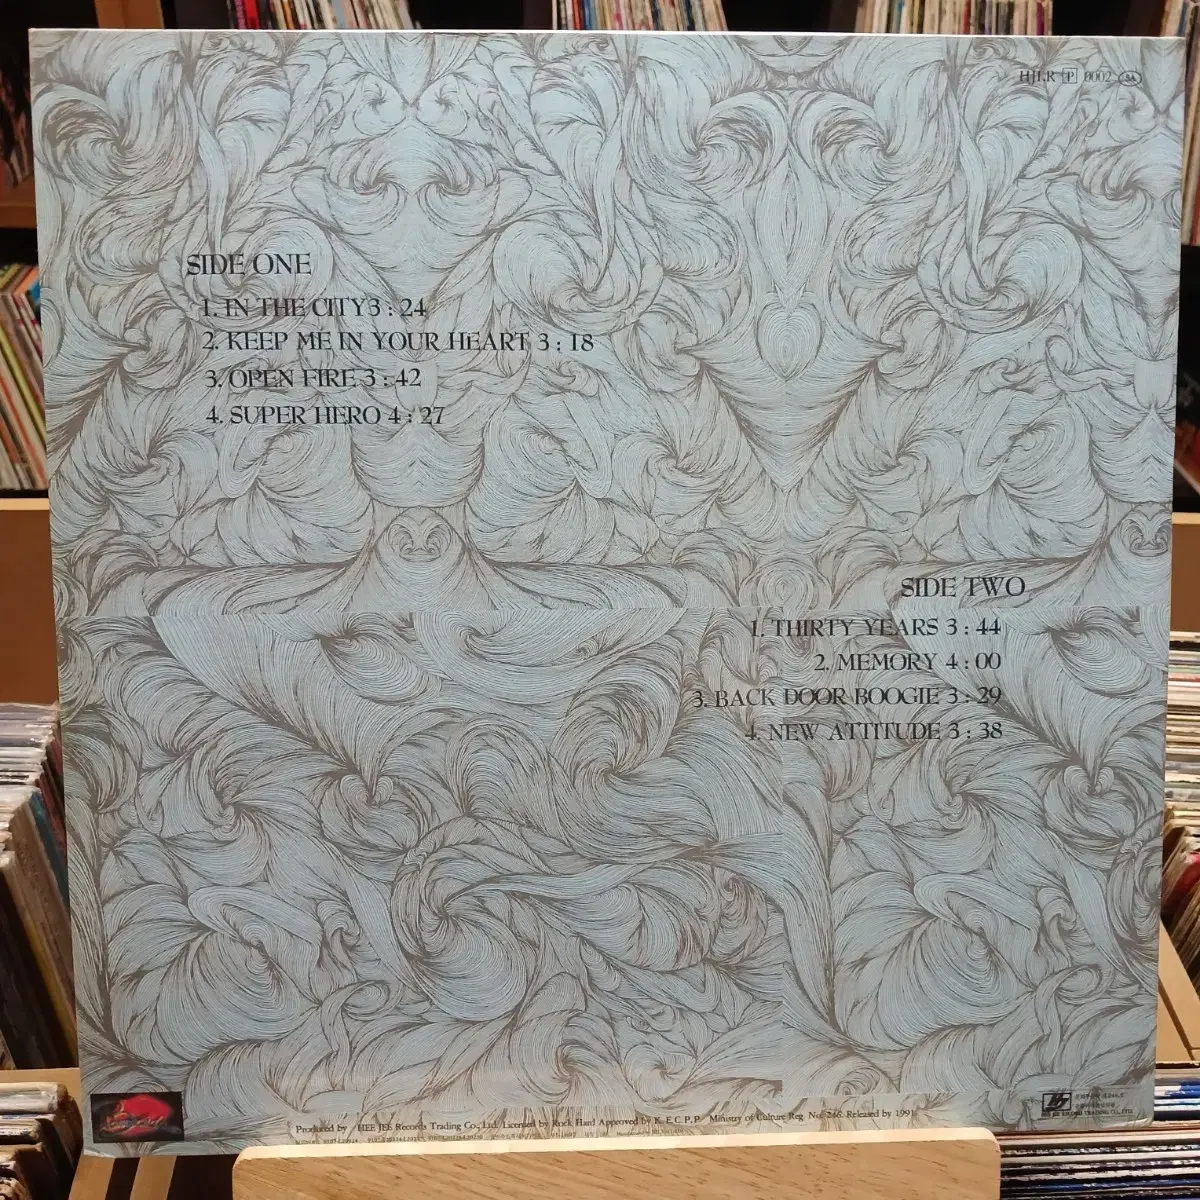 HJLR P 0002
SIDE ONE
1. IN THE CITY 3 : 24
2. KEEP ME IN YOUR HEART 3 : 18
3. OPEN FIRE 3 : 42
4. SUPER HERO 4 : 27
SIDE TWO
1. THIRTY YEARS 3 : 44
2. MEMORY 4 : 00
3. BACK DOOR BOOGIE 3 : 29
4. NEW ATTITUDE 3 : 38
Produced by HEE JEE Records Trading Co., Ltd. Licensed by Rock Hard Approved by K.E.C.P.P. Ministry of Culture Reg. No. Released by 1991